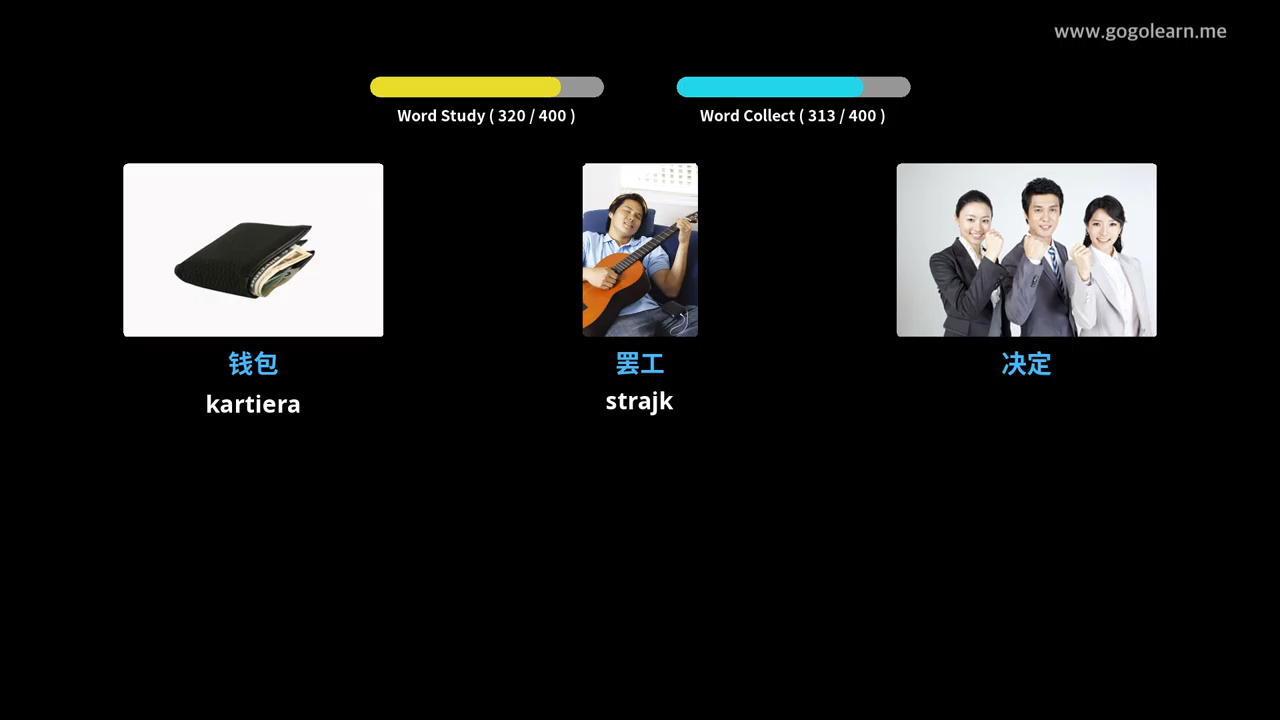 www.gogolearn.me
Word Study ( 320 / 400 )
Word Collect ( 313 / 400 )
钱包
kartiera
罢工
strajk
决定